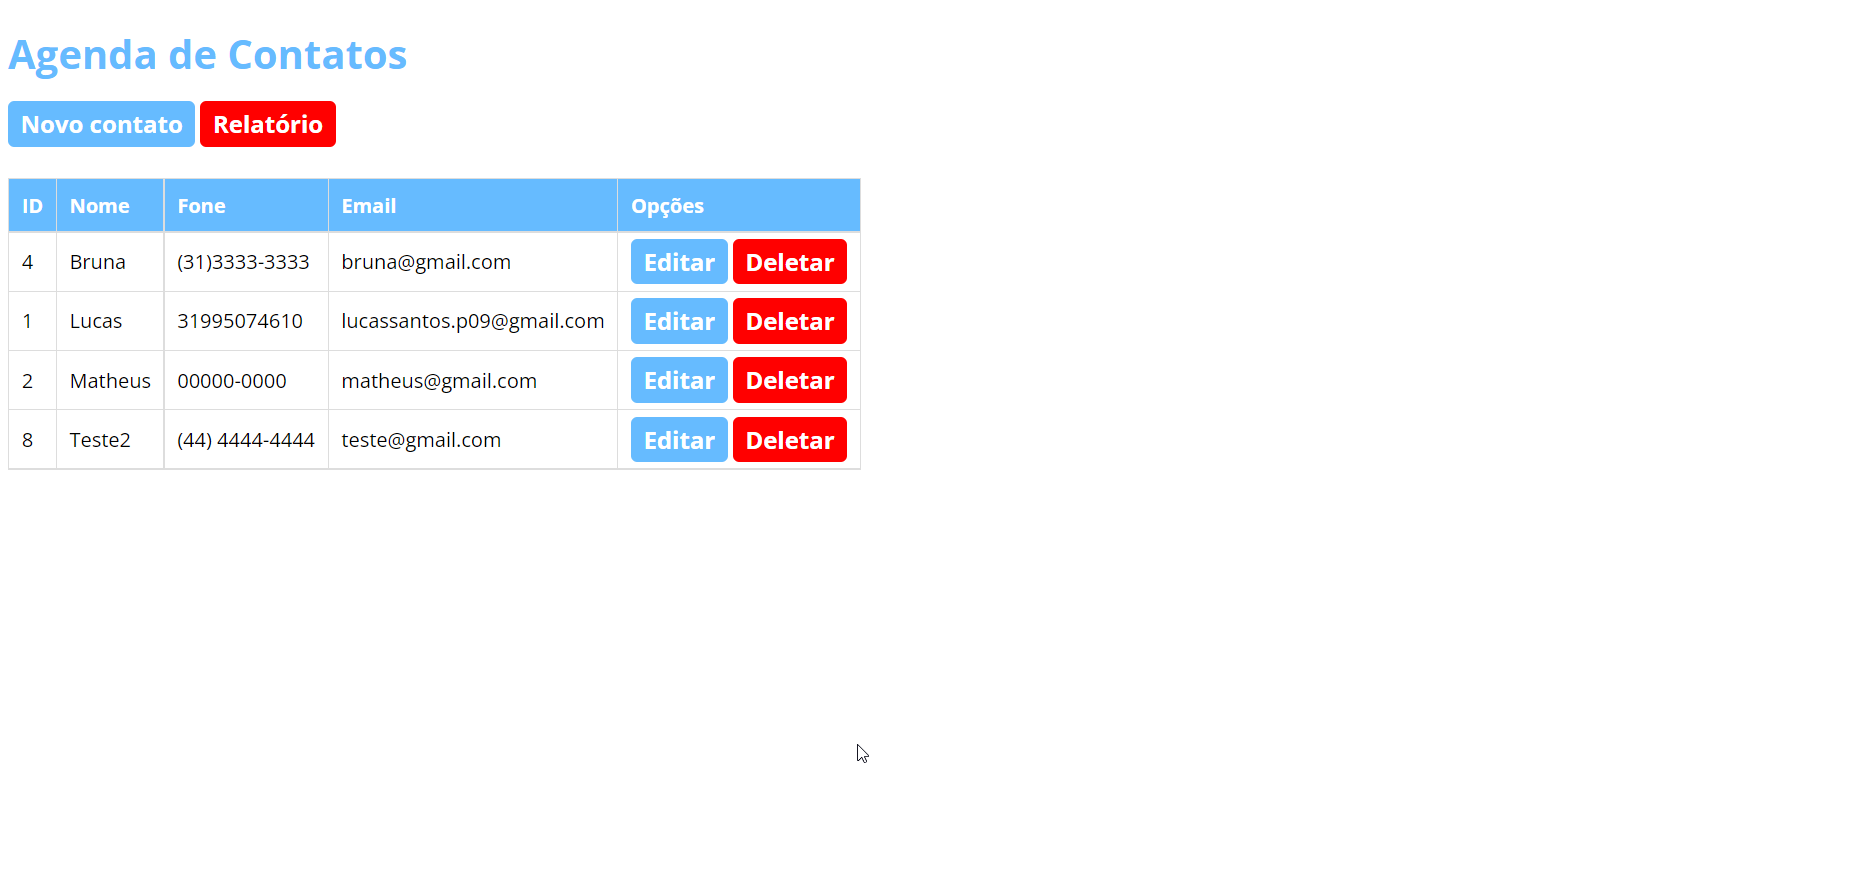 Agenda de Contatos
Novo contato Relatório
ID Nome Fone Email Opções
4 Bruna (31)3333-3333 bruna@gmail.com Editar Deletar
1 Lucas 31995074610 lucassantos.p09@gmail.com Editar Deletar
2 Matheus 00000-0000 matheus@gmail.com Editar Deletar
8 Teste2 (44) 4444-4444 teste@gmail.com Editar Deletar